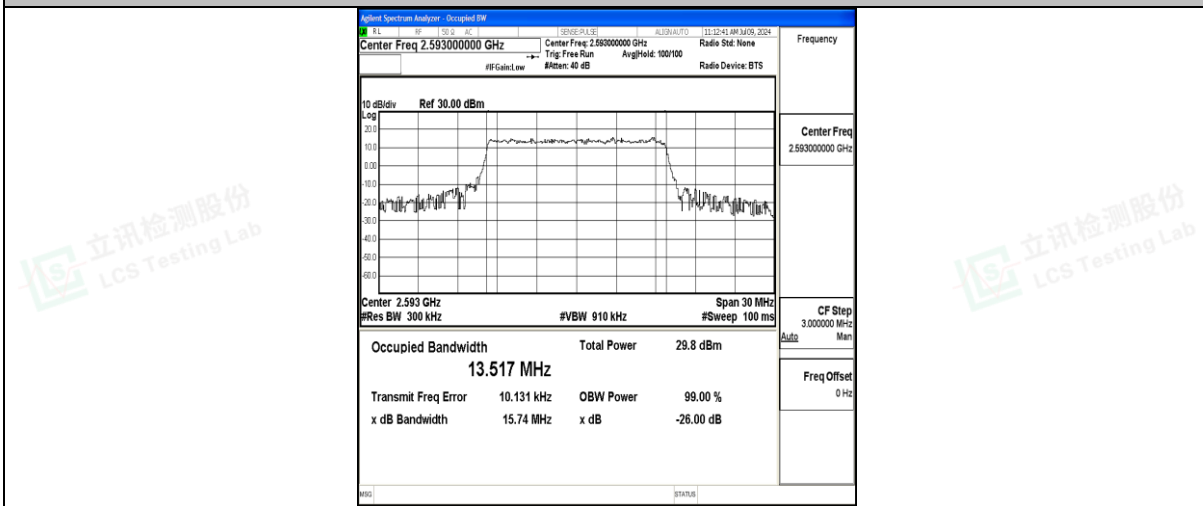 Agilent Spectrum Analyzer - Occupied BW
RL RF 50 Ω AC SENSE:PULSE ALIGN AUTO 11:12:41 AM Jul 09, 2024
Center Freq 2.593000000 GHz
Center Freq: 2.593000000 GHz
Radio Std: None
Trig: Free Run Avg|Hold: 100/100
#IFGain:Low
#Atten: 40 dB
Radio Device: BTS
10 dB/div Ref 30.00 dBm
Log
20.0
10.0
0.00
-10.0
-20.0
-30.0
-40.0
-50.0
-60.0
Center 2.593 GHz Span 30 MHz
#Res BW 300 kHz #VBW 910 kHz #Sweep 100 ms
Occupied Bandwidth Total Power 29.8 dBm
13.517 MHz
Transmit Freq Error 10.131 kHz OBW Power 99.00 %
x dB Bandwidth 15.74 MHz x dB -26.00 dB
MSG STATUS
Frequency
Center Freq
2.593000000 GHz
CF Step
3.000000 MHz
Auto Man
Freq Offset
0 Hz
立讯检测股份
LCS Testing Lab
立讯检测股份
LCS Testing Lab